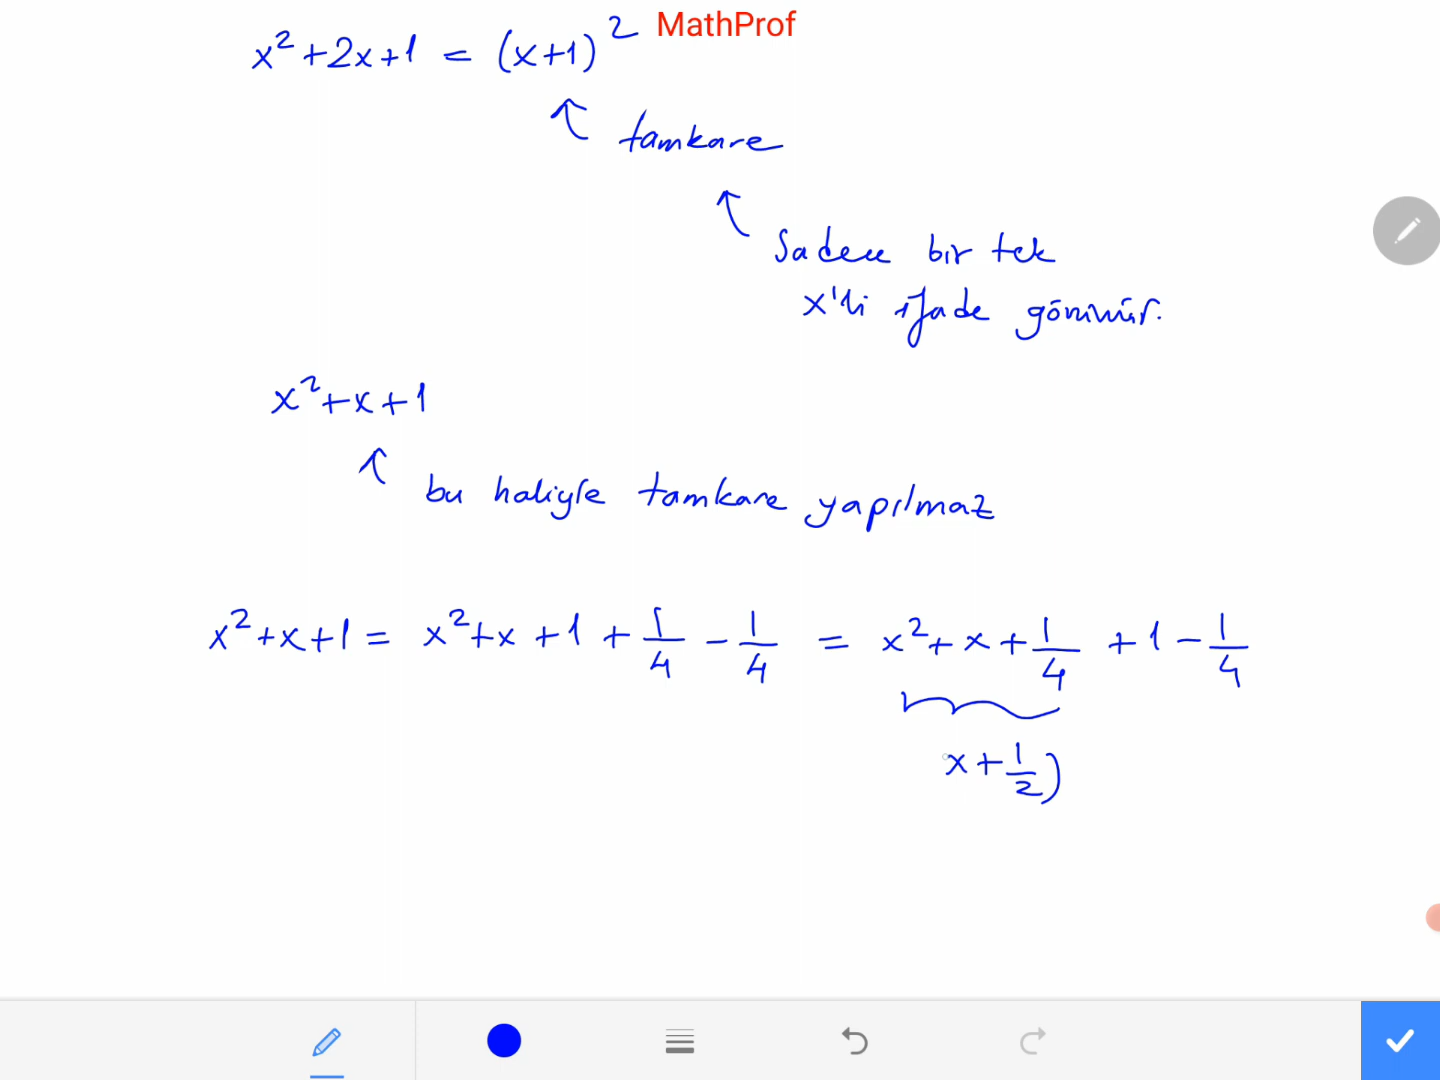 MathProf
x²+2x+1 = (x+1)²
tamkare
Sadece bir tek
x'li ifade görünür.
x²+x+1
bu haliyle tamkare yapılmaz
x²+x+1 = x²+x+1+1/4-1/4 = x²+x+1/4+1-1/4
x+1/2)